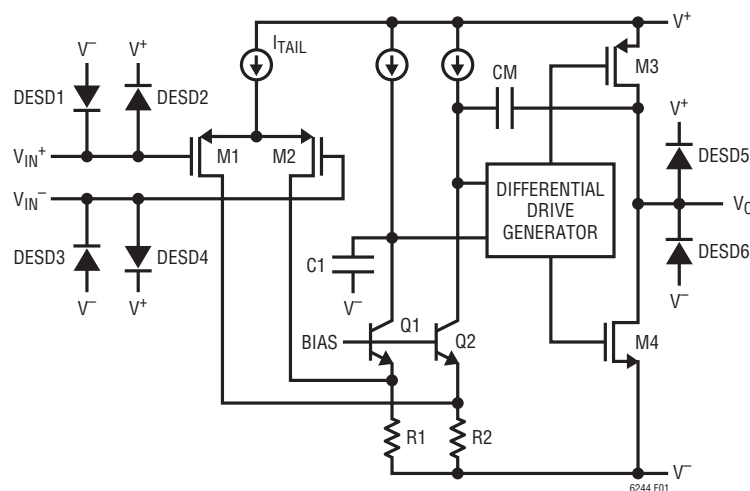 V+
ITAIL
V− V+
CM
M3
DESD1 DESD2
V+
VIN+
M1 M2
DESD5
VIN−
DIFFERENTIAL
DRIVE
GENERATOR
VO
DESD3 DESD4
C1
DESD6
V− V+
V−
V−
Q1
BIAS Q2
M4
R1 R2
V−
6244 F01